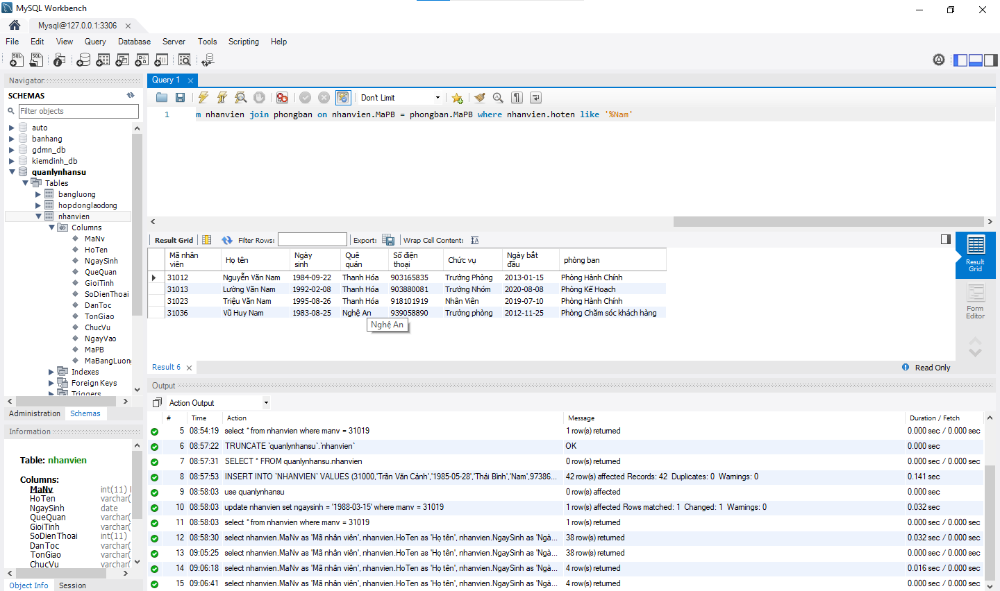 MySQL Workbench
Mysql@127.0.0.1:3306
File Edit View Query Database Server Tools Scripting Help
Navigator
SCHEMAS
Filter objects
auto
banhang
gdmn_db
kiemdinh_db
quanlynhansu
Tables
bangluong
hopdonglaodong
nhanvien
Columns
MaNv
HoTen
NgaySinh
QueQuan
GioiTinh
SoDienThoai
DanToc
TonGiao
ChucVu
NgayVao
MaPB
MaBangLuong
Indexes
Foreign Keys
Triggers
Administration Schemas
Information
Table: nhanvien
Columns:
MaNv int(11)
HoTen varchar(
NgaySinh date
QueQuan varchar(
GioiTinh varchar(
SoDienThoai int(11)
DanToc varchar(
TonGiao varchar(
ChucVu varchar(
Object Info Session
Query 1
Don't Limit
1 m nhanvien join phongban on nhanvien.MaPB = phongban.MaPB where nhanvien.hoten like '%Nam'
Result Grid Filter Rows: Export: Wrap Cell Content:
Mã nhân viên Họ tên Ngày sinh Quê quán Số điện thoại Chức vụ Ngày bắt đầu phòng ban
31012 Nguyễn Văn Nam 1984-09-22 Thanh Hóa 903165835 Trưởng Phòng 2013-01-15 Phòng Hành Chính
31013 Lường Văn Nam 1992-02-08 Thanh Hóa 903880081 Trưởng Nhóm 2020-08-08 Phòng Kế Hoạch
31023 Triệu Văn Nam 1995-08-26 Thanh Hóa 918101919 Nhân Viên 2019-07-10 Phòng Hành Chính
31036 Vũ Huy Nam 1983-08-25 Nghệ An 939058890 Trưởng phòng 2012-11-25 Phòng Chăm sóc khách hàng
Nghệ An
Result Grid
Form Editor
Result 6
Read Only
Output
Action Output
# Time Action Message Duration / Fetch
5 08:54:19 select * from nhanvien where manv = 31019 1 row(s) returned 0.000 sec / 0.000 sec
6 08:57:22 TRUNCATE `quanlynhansu`.`nhanvien` OK 0.000 sec / 0.000 sec
7 08:57:31 SELECT * FROM quanlynhansu.nhanvien 0 row(s) returned 0.000 sec / 0.000 sec
8 08:57:53 INSERT INTO `NHANVIEN` VALUES (31000,'Trần Văn Cảnh','1985-05-28','Thái Bình','Nam',97386... 42 row(s) affected Records: 42 Duplicates: 0 Warnings: 0 0.141 sec
9 08:58:03 use quanlynhansu 0 row(s) affected 0.000 sec
10 08:58:03 update nhanvien set ngaysinh = '1988-03-15' where manv = 31019 1 row(s) affected Rows matched: 1 Changed: 1 Warnings: 0 0.032 sec
11 08:58:03 select * from nhanvien where manv = 31019 1 row(s) returned 0.000 sec / 0.000 sec
12 08:58:30 select nhanvien.MaNv as 'Mã nhân viên', nhanvien.HoTen as 'Họ tên', nhanvien.NgaySinh as 'Ngà... 38 row(s) returned 0.032 sec / 0.000 sec
13 09:05:25 select nhanvien.MaNv as 'Mã nhân viên', nhanvien.HoTen as 'Họ tên', nhanvien.NgaySinh as 'Ngà... 38 row(s) returned 0.000 sec / 0.000 sec
14 09:06:18 select nhanvien.MaNv as 'Mã nhân viên', nhanvien.HoTen as 'Họ tên', nhanvien.NgaySinh as 'Ngà... 4 row(s) returned 0.016 sec / 0.000 sec
15 09:06:41 select nhanvien.MaNv as 'Mã nhân viên', nhanvien.HoTen as 'Họ tên', nhanvien.NgaySinh as 'Ngà... 4 row(s) returned 0.000 sec / 0.000 sec